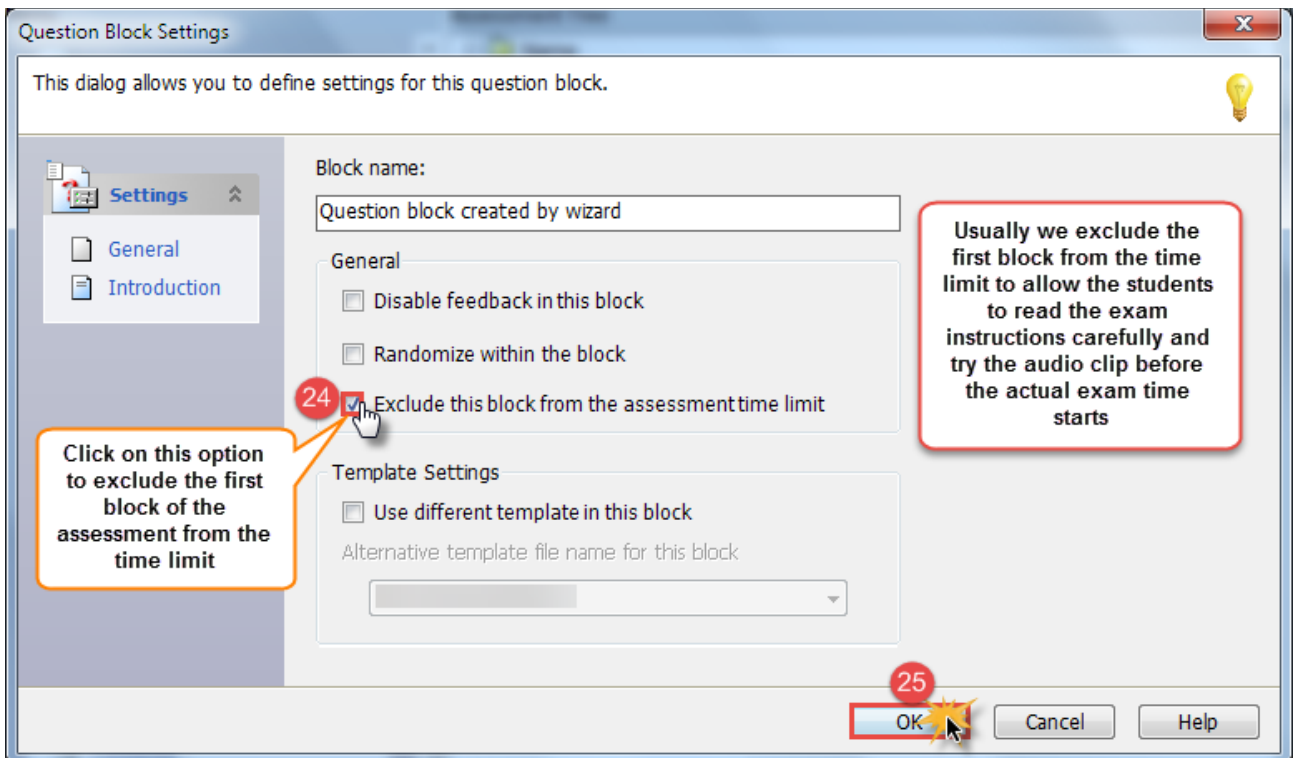 Question Block Settings
This dialog allows you to define settings for this question block.
Settings
General
Introduction
Block name:
Question block created by wizard
General
Disable feedback in this block
Randomize within the block
24
Exclude this block from the assessment time limit
Usually we exclude the
first block from the time
limit to allow the students
to read the exam
instructions carefully and
try the audio clip before
the actual exam time
starts
Click on this option
to exclude the first
block of the
assessment from the
time limit
Template Settings
Use different template in this block
Alternative template file name for this block
25
OK
Cancel
Help